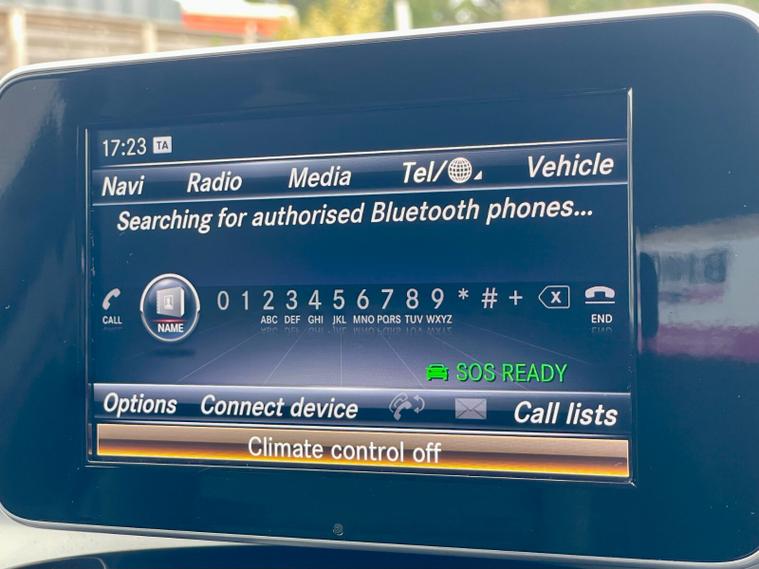 17:23 TA
Navi Radio Media Tel/ Vehicle
Searching for authorised Bluetooth phones...
0 1 2 3 4 5 6 7 8 9 * # + X
CALL NAME ABC DEF GHI JKL MNO PQRS TUV WXYZ END
SOS READY
Options Connect device Call lists
Climate control off